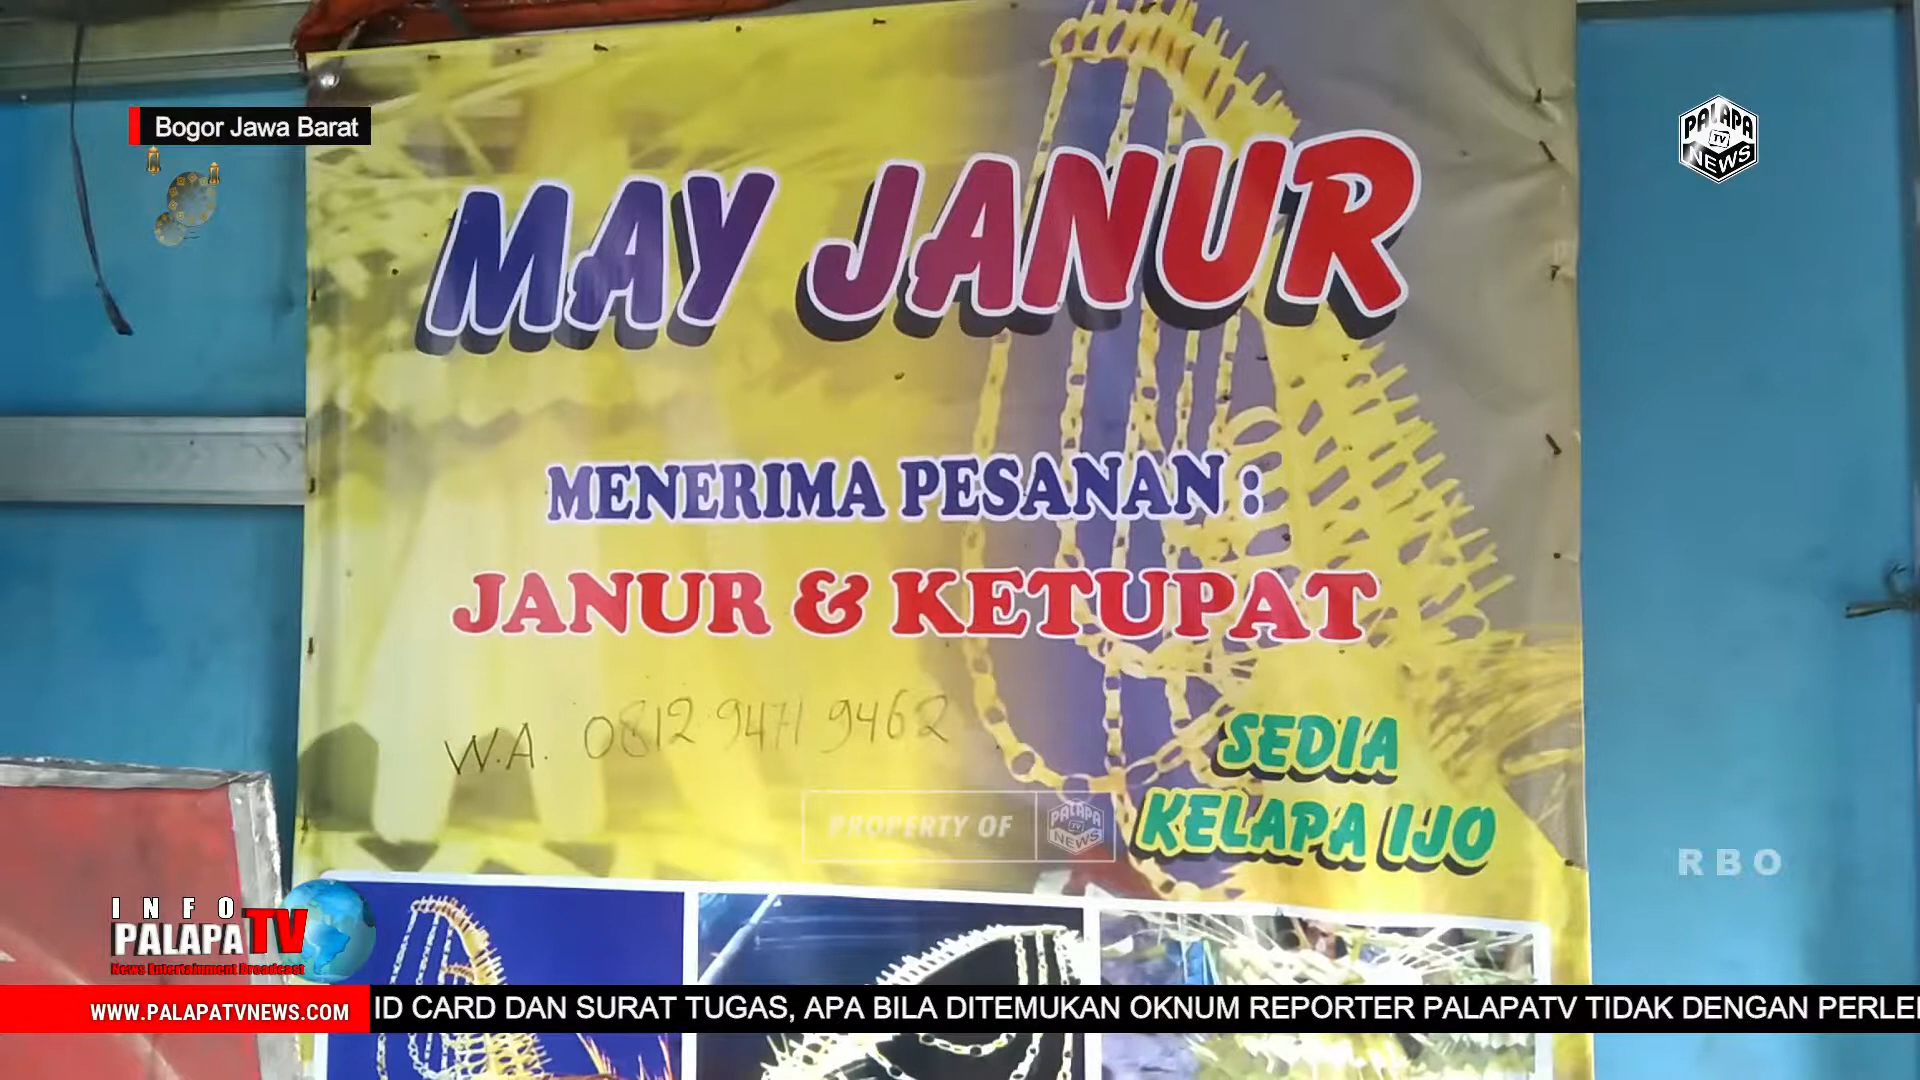 Bogor Jawa Barat
PALAPA
TV
NEWS
MAY JANUR
MENERIMA PESANAN :
JANUR & KETUPAT
W.A. 0812 9471 9462
SEDIA
KELAPA IJO
PROPERTY OF
PALAPA
TV
NEWS
RBO
INFO
PALAPA TV
News Entertainment Broadcast
WWW.PALAPATVNEWS.COM
ID CARD DAN SURAT TUGAS, APA BILA DITEMUKAN OKNUM REPORTER PALAPATV TIDAK DENGAN PERLE